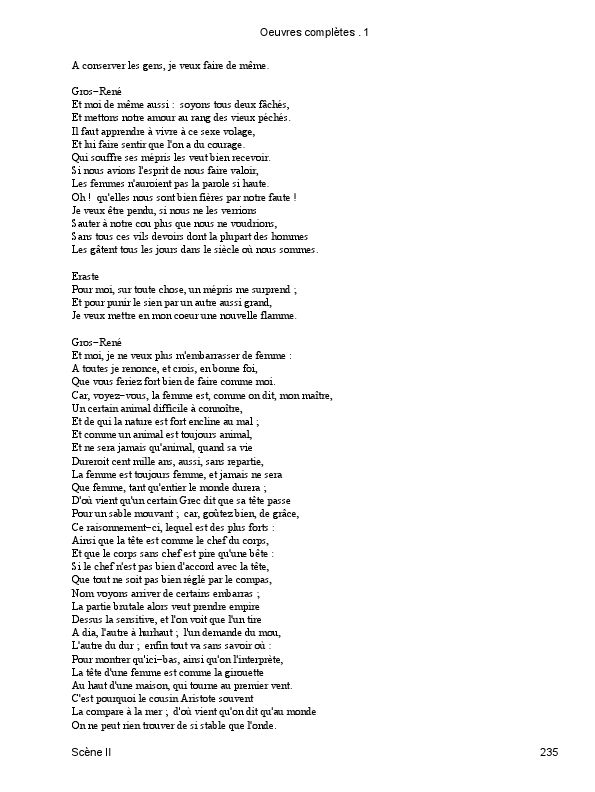 Oeuvres complètes . 1
A conserver les gens, je veux faire de même.
Gros−René
Et moi de même aussi : soyons tous deux fâchés,
Et mettons notre amour au rang des vieux péchés.
Il faut apprendre à vivre à ce sexe volage,
Et lui faire sentir que l'on a du courage.
Qui souffre ses mépris les veut bien recevoir.
Si nous avions l'esprit de nous faire valoir,
Les femmes n'auroient pas la parole si haute.
Oh ! qu'elles nous sont bien fières par notre faute !
Je veux être pendu, si nous ne les verrions
Sauter à notre cou plus que nous ne voudrions,
Sans tous ces vils devoirs dont la plupart des hommes
Les gâtent tous les jours dans le siècle où nous sommes.
Eraste
Pour moi, sur toute chose, un mépris me surprend ;
Et pour punir le sien par un autre aussi grand,
Je veux mettre en mon coeur une nouvelle flamme.
Gros−René
Et moi, je ne veux plus m'embarrasser de femme :
A toutes je renonce, et crois, en bonne foi,
Que vous feriez fort bien de faire comme moi.
Car, voyez−vous, la femme est, comme on dit, mon maître,
Un certain animal difficile à connoître,
Et de qui la nature est fort encline au mal ;
Et comme un animal est toujours animal,
Et ne sera jamais qu'animal, quand sa vie
Dureroit cent mille ans, aussi, sans repartie,
La femme est toujours femme, et jamais ne sera
Que femme, tant qu'entier le monde durera ;
D'où vient qu'un certain Grec dit que sa tête passe
Pour un sable mouvant ; car, goûtez bien, de grâce,
Ce raisonnement−ci, lequel est des plus forts :
Ainsi que la tête est comme le chef du corps,
Et que le corps sans chef est pire qu'une bête :
Si le chef n'est pas bien d'accord avec la tête,
Que tout ne soit pas bien réglé par le compas,
Nom voyons arriver de certains embarras ;
La partie brutale alors veut prendre empire
Dessus la sensitive, et l'on voit que l'un tire
A dia, l'autre à hurhaut ; l'un demande du mou,
L'autre du dur ; enfin tout va sans savoir où :
Pour montrer qu'ici−bas, ainsi qu'on l'interprète,
La tête d'une femme est comme la girouette
Au haut d'une maison, qui tourne au premier vent.
C'est pourquoi le cousin Aristote souvent
La compare à la mer ; d'où vient qu'on dit qu'au monde
On ne peut rien trouver de si stable que l'onde.
Scène II
235